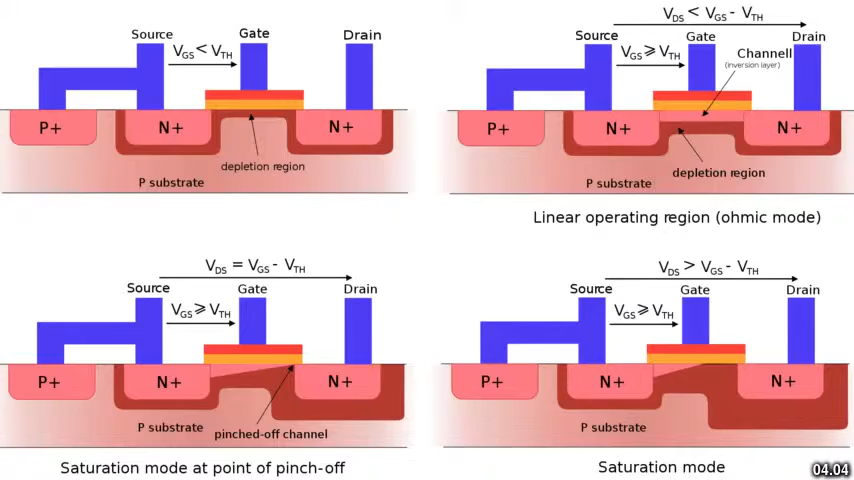 Source
Gate
Drain
VGS < VTH
P+
N+
N+
depletion region
P substrate
VDS < VGS - VTH
Source
Gate
Drain
VGS ⩾ VTH
Channell
(inversion layer)
P+
N+
N+
depletion region
P substrate
Linear operating region (ohmic mode)
VDS = VGS - VTH
Source
Gate
Drain
VGS ⩾ VTH
P+
N+
N+
P substrate
pinched-off channel
Saturation mode at point of pinch-off
VDS > VGS - VTH
Source
Gate
Drain
VGS ⩾ VTH
P+
N+
N+
P substrate
Saturation mode
04.04